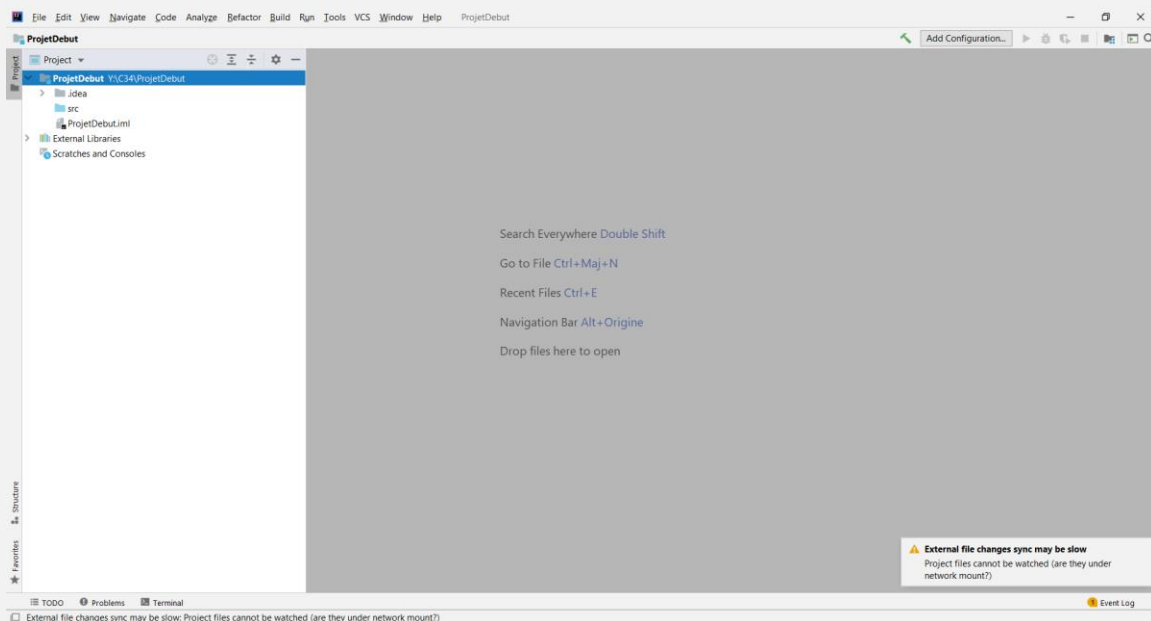 File Edit View Navigate Code Analyze Refactor Build Run Tools VCS Window Help ProjetDebut
ProjetDebut
Add Configuration...
Project
Project
ProjetDebut Y:\C34\ProjetDebut
.idea
src
ProjetDebut.iml
External Libraries
Scratches and Consoles
Search Everywhere Double Shift
Go to File Ctrl+Maj+N
Recent Files Ctrl+E
Navigation Bar Alt+Origine
Drop files here to open
Structure
Favorites
External file changes sync may be slow
Project files cannot be watched (are they under
network mount?)
TODO Problems Terminal
1 Event Log
External file changes sync may be slow: Project files cannot be watched (are they under network mount?)